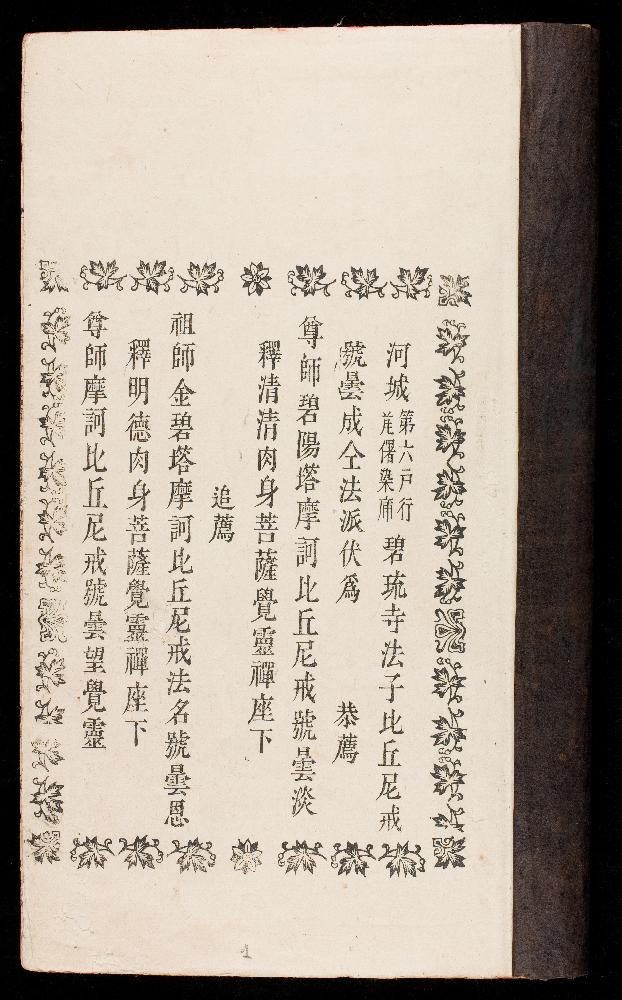 河城第六戸行𡱶僊染廊碧琉寺法子比丘尼戒
號曇成仝法派伏爲 恭薦
尊師碧陽塔摩訶比丘尼戒號曇淡
釋清清肉身菩薩覺靈禪座下
追薦
祖師金碧塔摩訶比丘尼戒法名號曇恩
釋明德肉身菩薩覺靈禪座下
尊師摩訶比丘尼戒號曇望覺靈
1